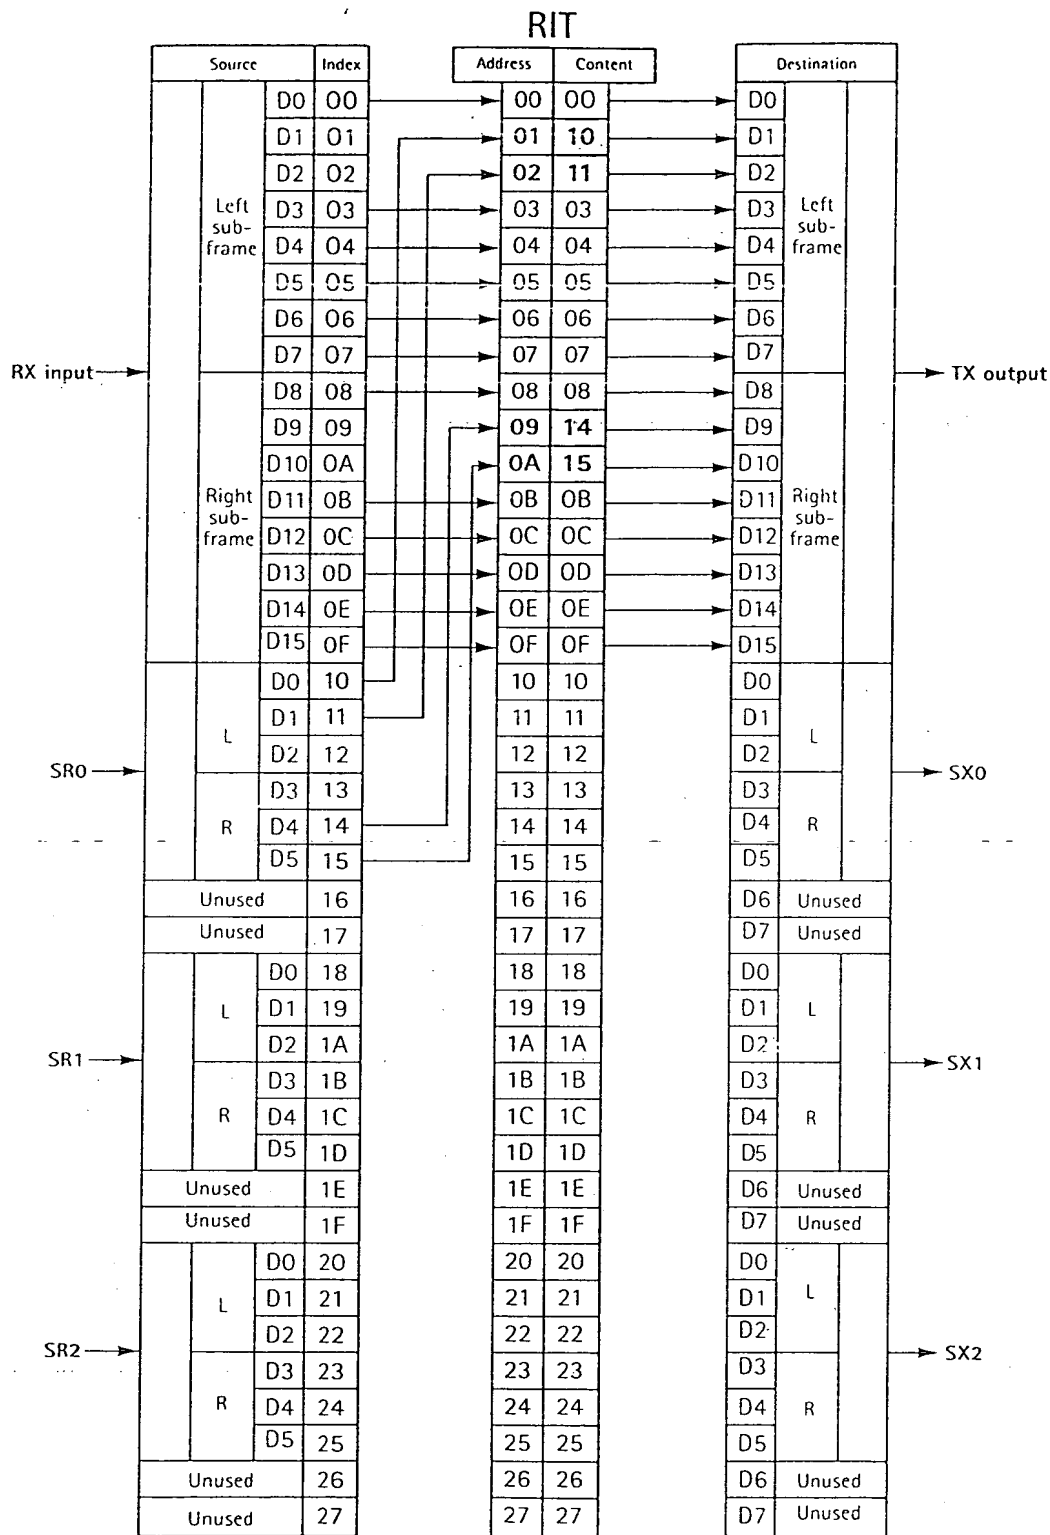 RIT
Source Index Address Content Destination
D0 00 00 00 D0
D1 01 01 10 D1
D2 02 02 11 D2
Left sub-frame D3 03 03 03 D3 Left sub-frame
D4 04 04 04 D4
D5 05 05 05 D5
D6 06 06 06 D6
D7 07 07 07 D7
RX input TX output
D8 08 08 08 D8
D9 09 09 14 D9
D10 0A 0A 15 D10
Right sub-frame D11 0B 0B 0B D11 Right sub-frame
D12 0C 0C 0C D12
D13 0D 0D 0D D13
D14 0E 0E 0E D14
D15 0F 0F 0F D15
D0 10 10 10 D0
L D1 11 11 11 D1 L
D2 12 12 12 D2
SR0 SX0
D3 13 13 13 D3
R D4 14 14 14 D4 R
D5 15 15 15 D5
Unused 16 16 16 D6 Unused
Unused 17 17 17 D7 Unused
D0 18 18 18 D0
L D1 19 19 19 D1 L
D2 1A 1A 1A D2
SR1 SX1
D3 1B 1B 1B D3
R D4 1C 1C 1C D4 R
D5 1D 1D 1D D5
Unused 1E 1E 1E D6 Unused
Unused 1F 1F 1F D7 Unused
D0 20 20 20 D0
L D1 21 21 21 D1 L
D2 22 22 22 D2
SR2 SX2
D3 23 23 23 D3
R D4 24 24 24 D4 R
D5 25 25 25 D5
Unused 26 26 26 D6 Unused
Unused 27 27 27 D7 Unused